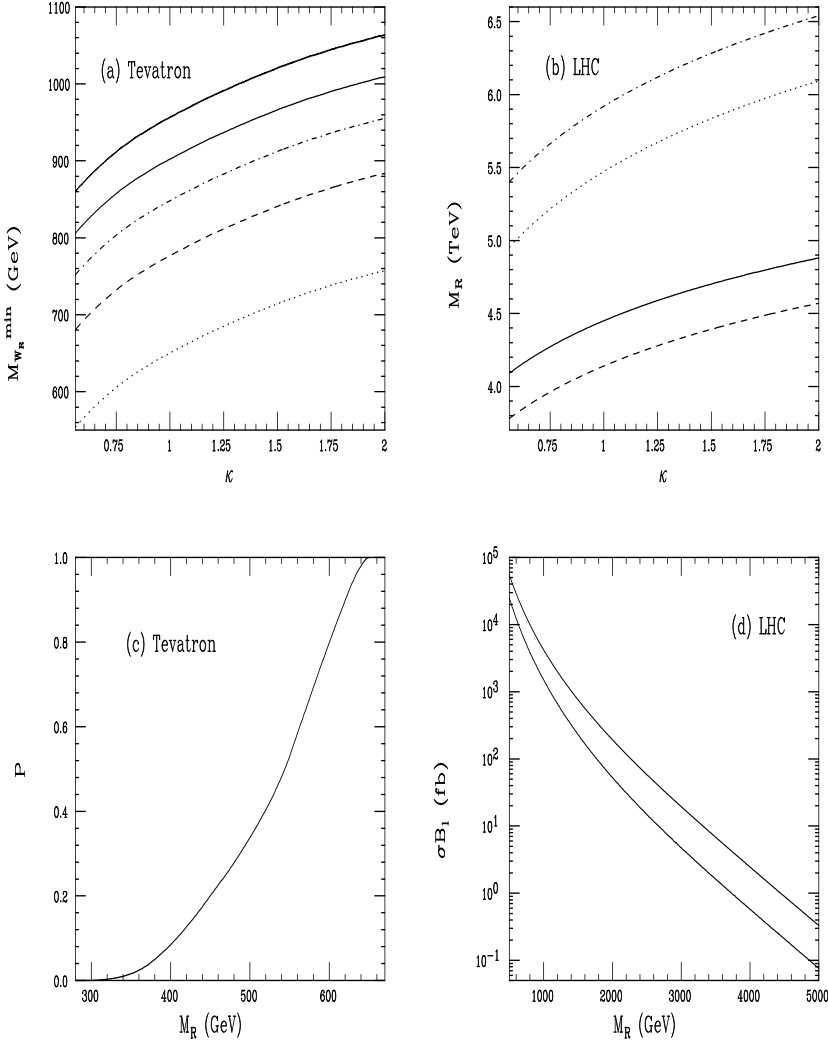 1100
1000
900
800
700
600
(a) Tevatron
M_{W_R}^{min} (GeV)
0.75 1 1.25 1.5 1.75 2
κ
6.5
6.0
5.5
5.0
4.5
4.0
(b) LHC
M_R (TeV)
0.75 1 1.25 1.5 1.75 2
κ
1.0
0.8
0.6
0.4
0.2
0.0
(c) Tevatron
P
300 400 500 600
M_R (GeV)
10^5
10^4
10^3
10^2
10^1
10^0
10^{-1}
(d) LHC
σB_l (fb)
1000 2000 3000 4000 5000
M_R (GeV)